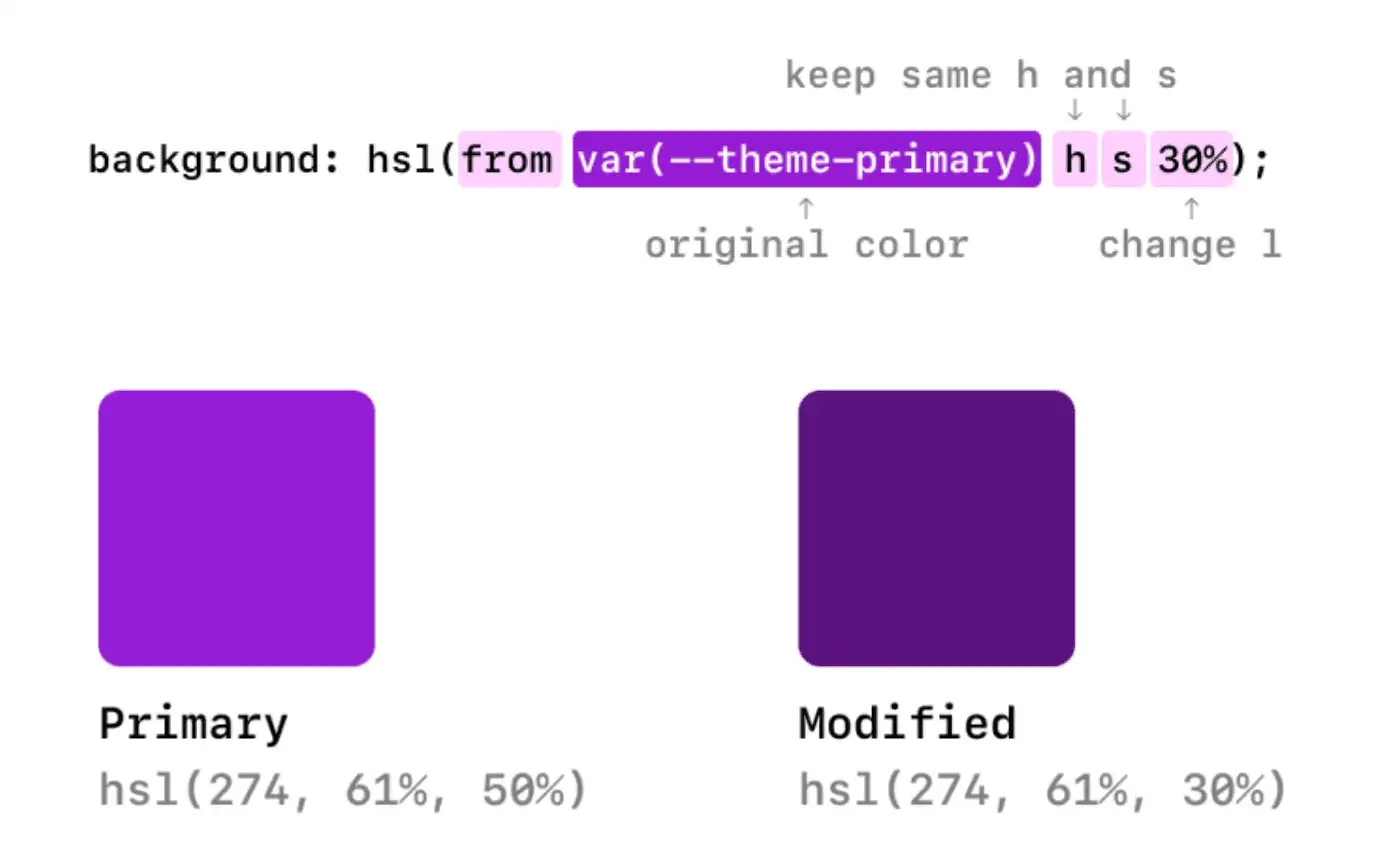 keep same h and s
↓ ↓
background: hsl(from var(--theme-primary) h s 30%);
↑ ↑
original color change l
Primary Modified
hsl(274, 61%, 50%) hsl(274, 61%, 30%)